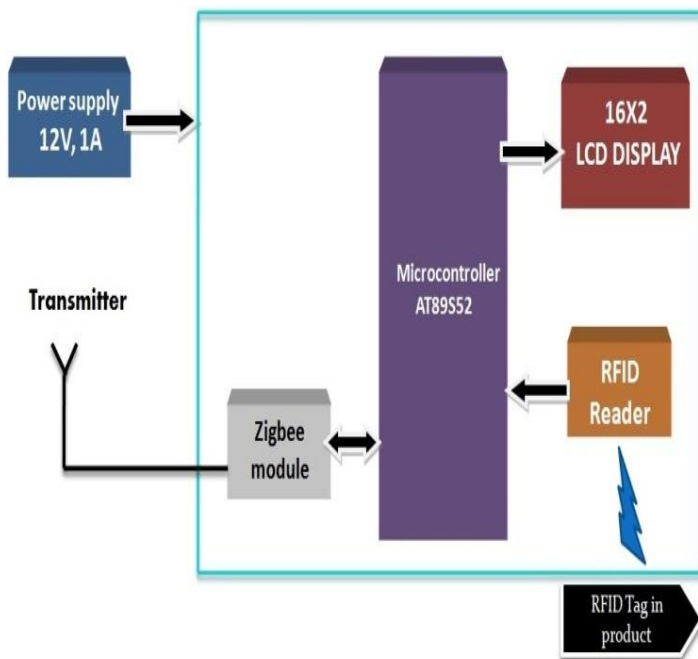 Power supply
12V, 1A
16X2
LCD DISPLAY
Microcontroller
AT89S52
Transmitter
RFID
Reader
Zigbee
module
RFID Tag in
product